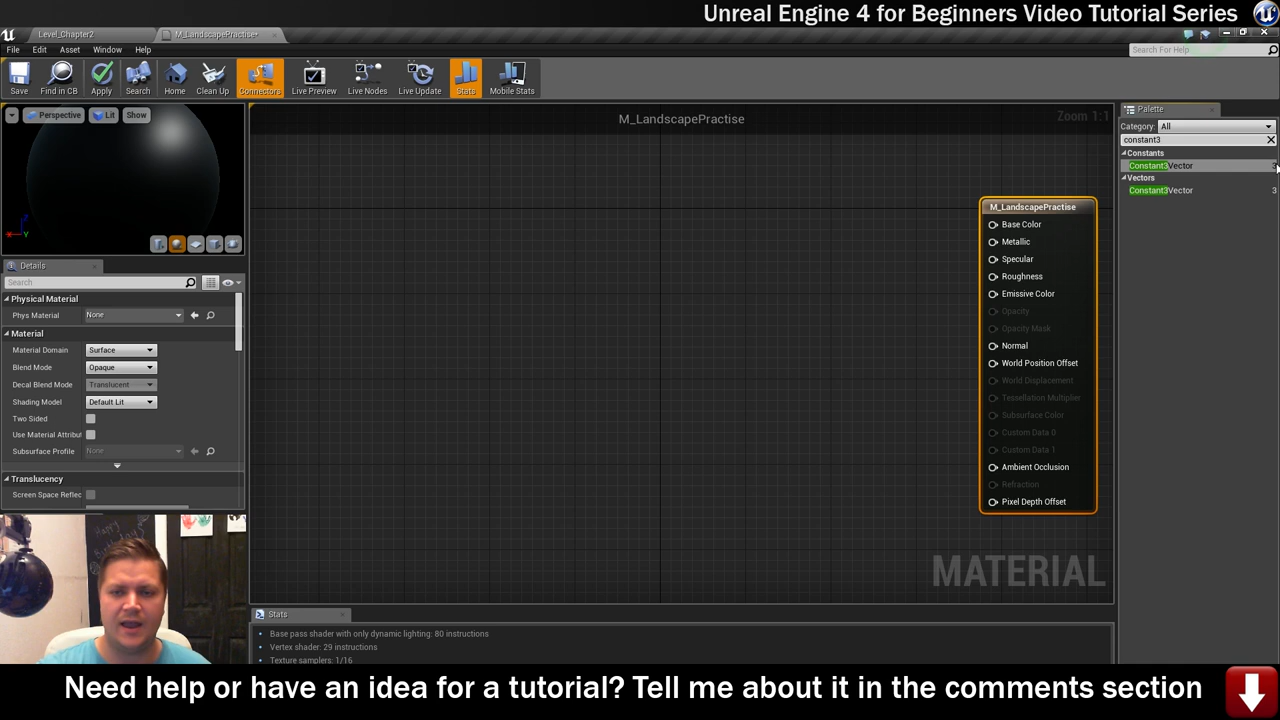 Unreal Engine 4 for Beginners Video Tutorial Series
Level_Chapter2
M_LandscapePractise*
File Edit Asset Window Help
Search For Help
Save
Find in CB
Apply
Search
Home
Clean Up
Connectors
Live Preview
Live Nodes
Live Update
Stats
Mobile Stats
Perspective
Lit
Show
M_LandscapePractise
Zoom 1:1
Palette
Category: All
constant3
Constants
Constant3Vector 3
Vectors
Constant3Vector 3
M_LandscapePractise
Base Color
Metallic
Specular
Roughness
Emissive Color
Opacity
Opacity Mask
Normal
World Position Offset
World Displacement
Tessellation Multiplier
Subsurface Color
Custom Data 0
Custom Data 1
Ambient Occlusion
Refraction
Pixel Depth Offset
MATERIAL
Details
Search
Physical Material
Phys Material None
Material
Material Domain Surface
Blend Mode Opaque
Decal Blend Mode Translucent
Shading Model Default Lit
Two Sided
Use Material Attribut
Subsurface Profile None
Translucency
Screen Space Reflec
Stats
Base pass shader with only dynamic lighting: 80 instructions
Vertex shader: 29 instructions
Texture samplers: 1/16
Need help or have an idea for a tutorial? Tell me about it in the comments section